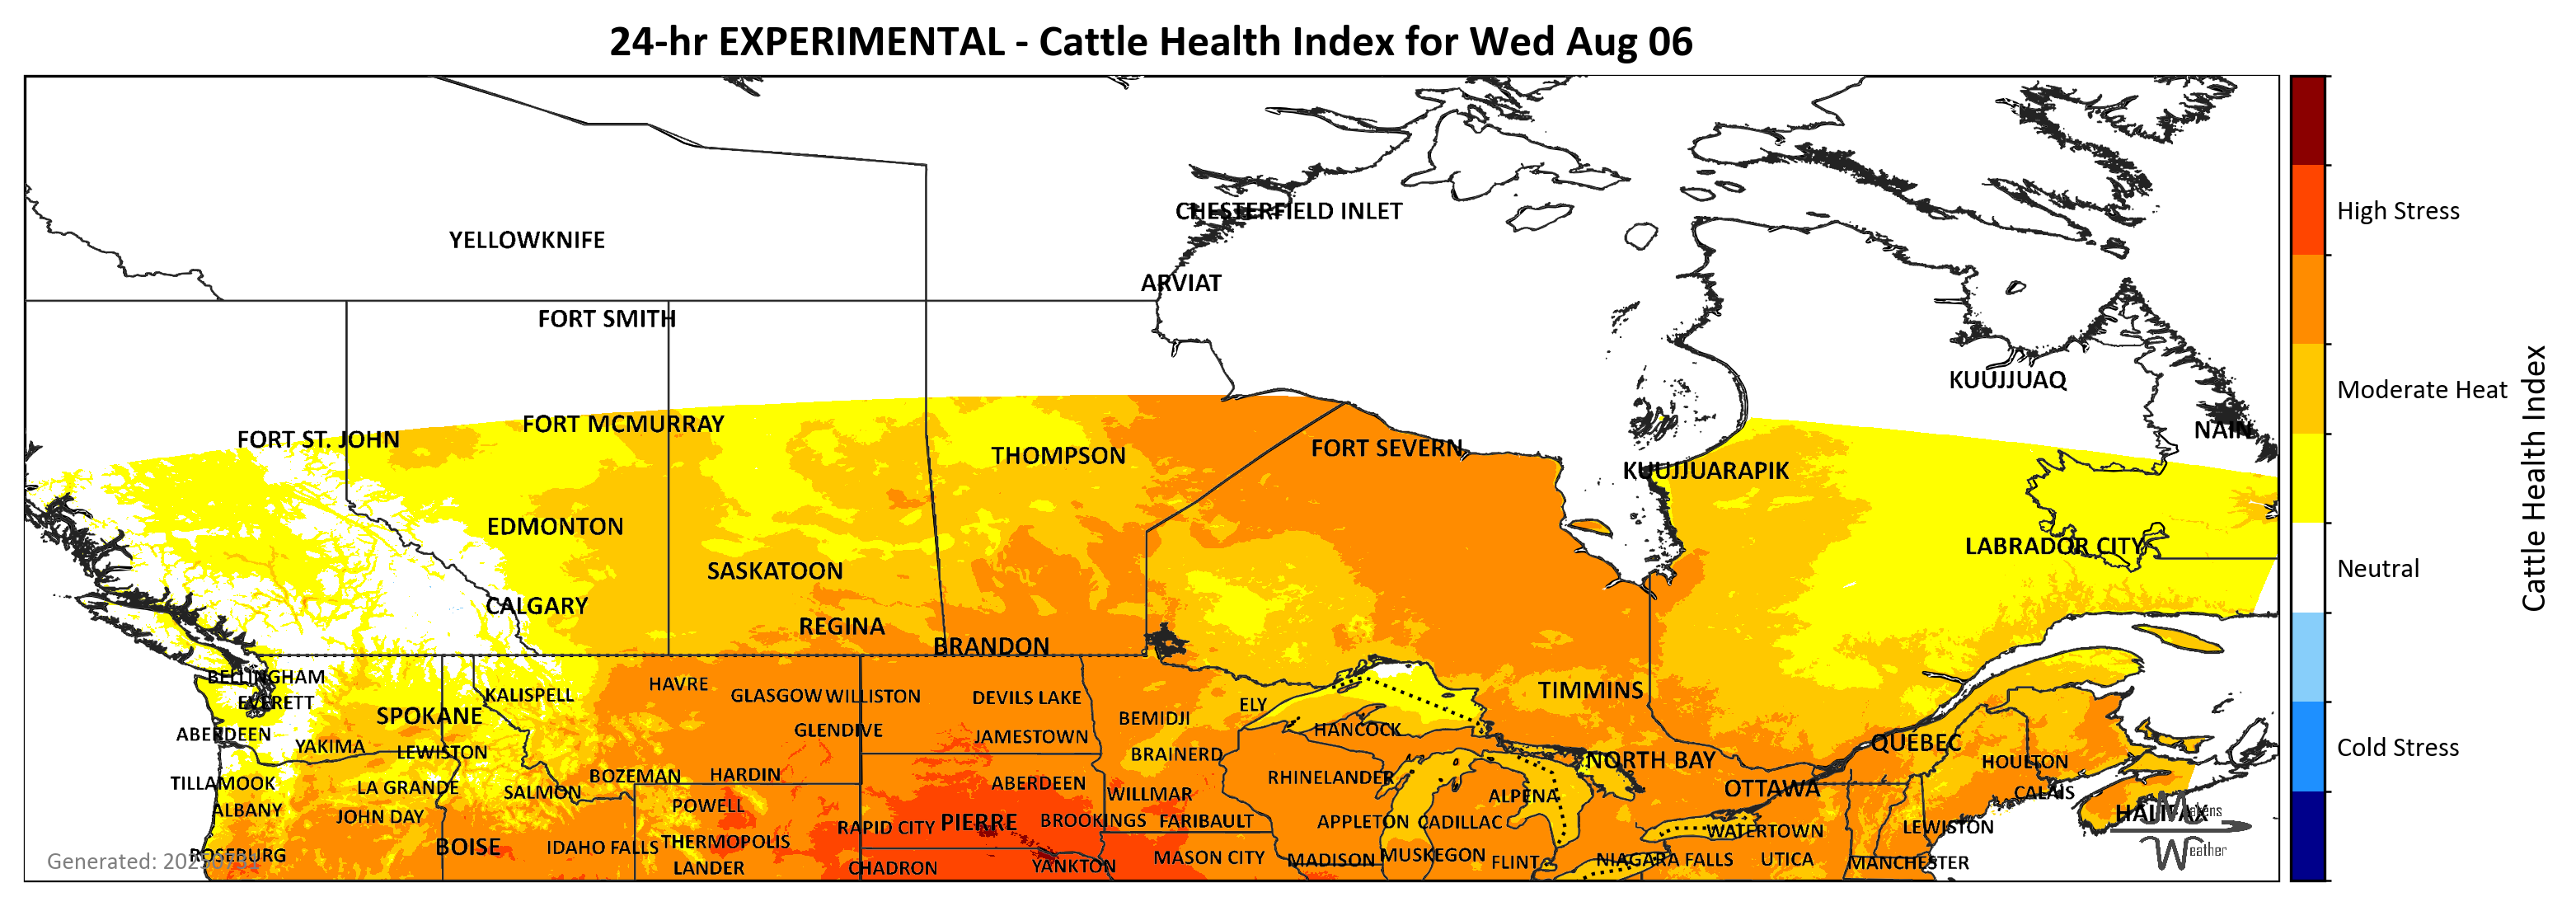 24-hr EXPERIMENTAL - Cattle Health Index for Wed Aug 06
CHESTERFIELD INLET
YELLOWKNIFE
ARVIAT
FORT SMITH
KUUJJUAQ
FORT MCMURRAY
NAIN
FORT ST. JOHN
FORT SEVERN
THOMPSON
KUUJJUARAPIK
EDMONTON
LABRADOR CITY
SASKATOON
CALGARY
REGINA
BRANDON
BELLINGHAM
HAVRE
TIMMINS
KALISPELL
GLASGOW WILLISTON
DEVILS LAKE
EVERETT
ELY
SPOKANE
BEMIDJI
GLENDIVE
HANCOCK
ABERDEEN
JAMESTOWN
QUEBEC
YAKIMA
LEWISTON
BRAINERD
NORTH BAY
HOULTON
BOZEMAN
HARDIN
RHINELANDER
TILLAMOOK
LA GRANDE
ABERDEEN
OTTAWA
SALMON
WILLMAR
ALPENA
CALAIS
POWELL
ALBANY
JOHN DAY
HALIFAX
RAPID CITY
PIERRE
BROOKINGS
FARIBAULT
APPLETON
CADILLAC
WATERTOWN
LEWISTON
BOISE
IDAHO FALLS
THERMOPOLIS
ROSEBURG
MASON CITY
MADISON
MUSKEGON
FLINT
NIAGARA FALLS
UTICA
MANCHESTER
LANDER
CHADRON
YANKTON
Generated:
Weather
High Stress
Moderate Heat
Neutral
Cold Stress
Cattle Health Index